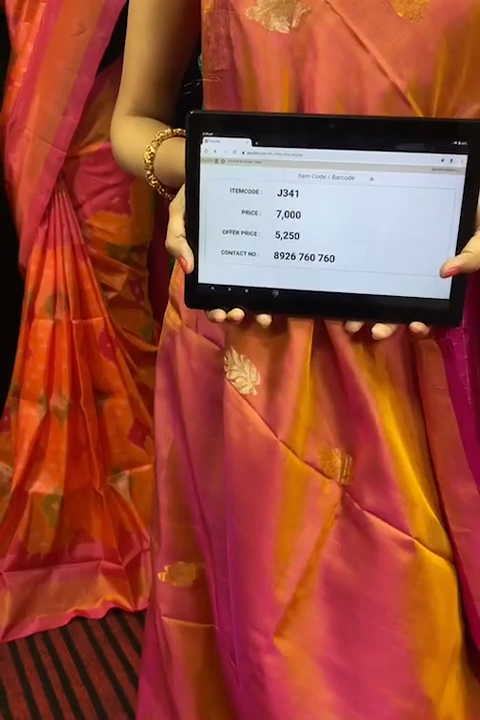 Item Code / Barcode
ITEMCODE : J341
PRICE : 7,000
OFFER PRICE : 5,250
CONTACT NO : 8926 760 760